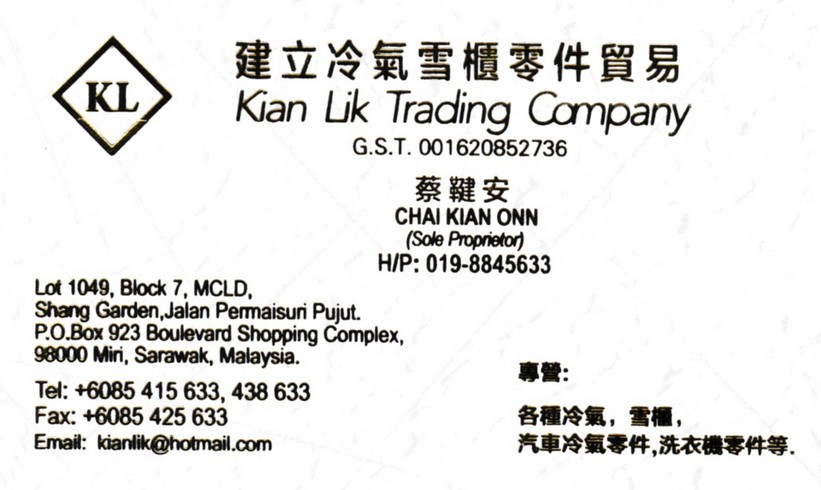 KL
建立冷氣雪櫃零件貿易
Kian Lik Trading Company
G.S.T. 001620852736
蔡鍵安
CHAI KIAN ONN
(Sole Proprietor)
H/P: 019-8845633
Lot 1049, Block 7, MCLD,
Shang Garden,Jalan Permaisuri Pujut.
P.O.Box 923 Boulevard Shopping Complex,
98000 Miri, Sarawak, Malaysia.
Tel: +6085 415 633, 438 633
Fax: +6085 425 633
Email: kianlik@hotmail.com
專營:
各種冷氣，雪櫃，
汽車冷氣零件,洗衣機零件等.